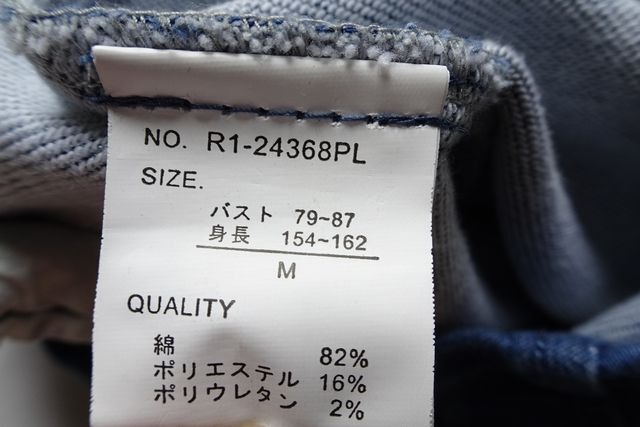 NO. R1-24368PL
SIZE.
バスト 79~87
身長 154~162
M
QUALITY
綿 82%
ポリエステル 16%
ポリウレタン 2%